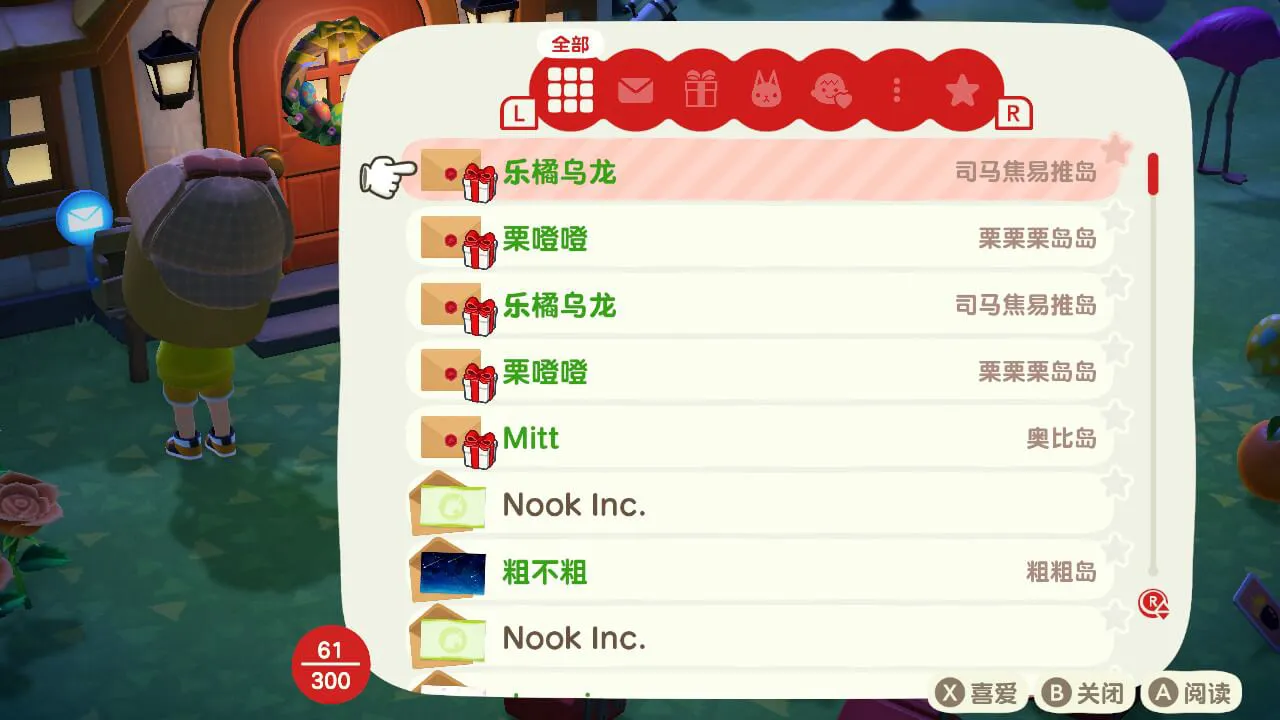 全部
L
R
乐橘乌龙 司马焦易推岛
栗噔噔 栗栗栗岛岛
乐橘乌龙 司马焦易推岛
栗噔噔 栗栗栗岛岛
Mitt 奥比岛
Nook Inc.
粗不粗 粗粗岛
R
Nook Inc.
61
300
X 喜爱 B 关闭 A 阅读